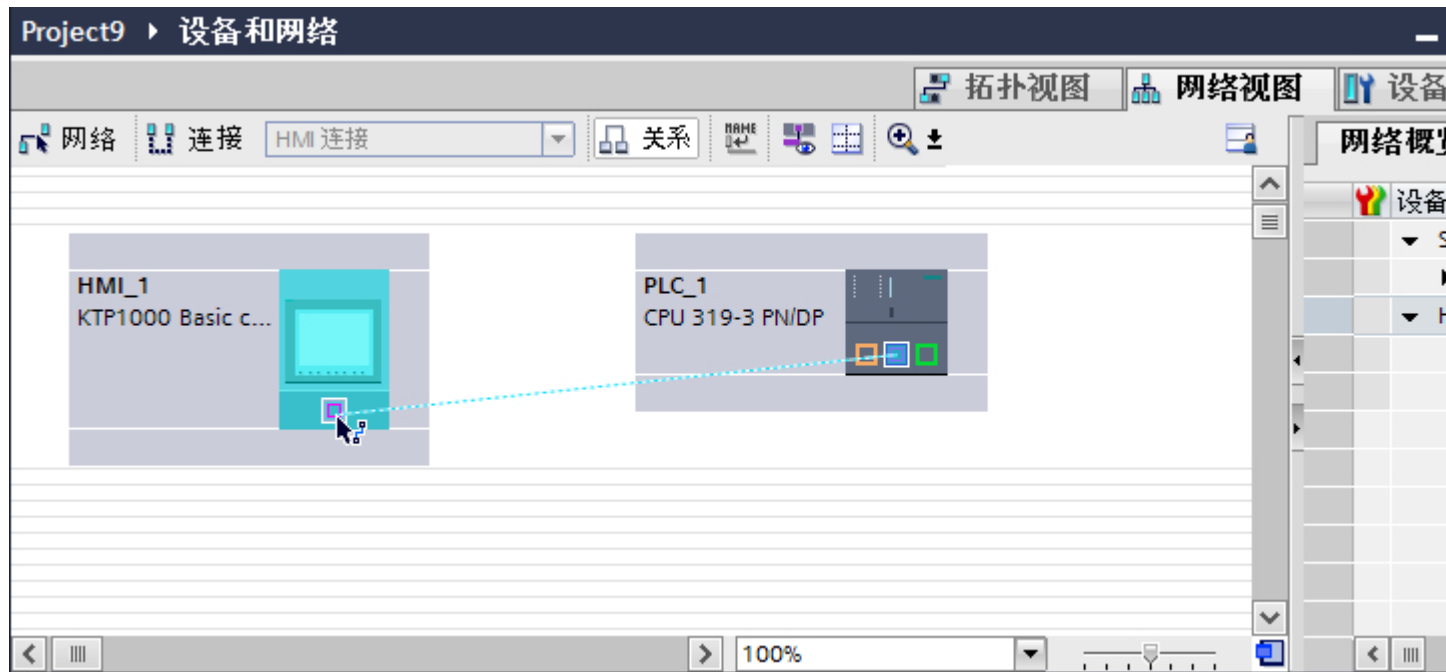 Project9 ▸ 设备和网络
拓扑视图 网络视图 设备
网络 连接 HMI 连接 关系 NAME
网络概
设备
HMI_1
KTP1000 Basic c...
PLC_1
CPU 319-3 PN/DP
100%